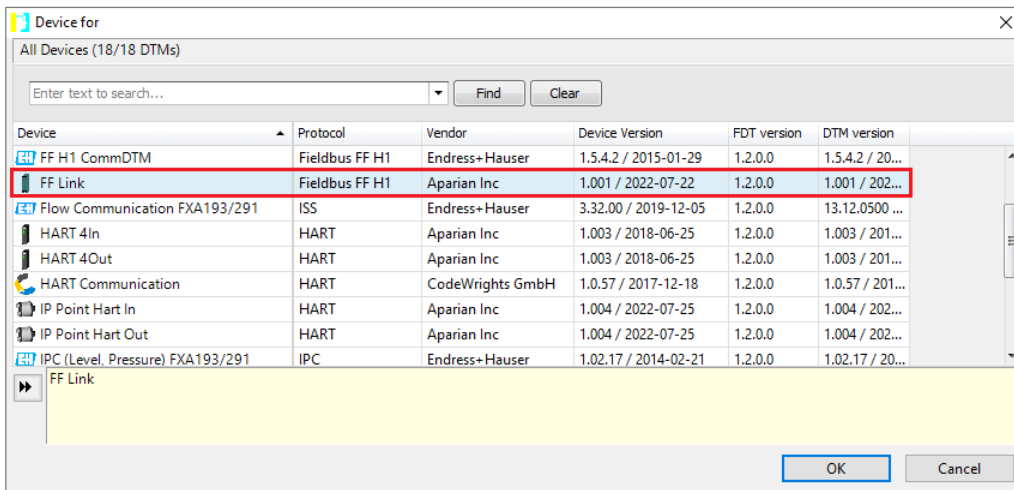 Device for
All Devices (18/18 DTMs)
Enter text to search... Find Clear
Device Protocol Vendor Device Version FDT version DTM version
FF H1 CommDTM Fieldbus FF H1 Endress+Hauser 1.5.4.2 / 2015-01-29 1.2.0.0 1.5.4.2 / 20...
FF Link Fieldbus FF H1 Aparian Inc 1.001 / 2022-07-22 1.2.0.0 1.001 / 202...
Flow Communication FXA193/291 ISS Endress+Hauser 3.32.00 / 2019-12-05 1.2.0.0 13.12.0500 ...
HART 4In HART Aparian Inc 1.003 / 2018-06-25 1.2.0.0 1.003 / 201...
HART 4Out HART Aparian Inc 1.003 / 2018-06-25 1.2.0.0 1.003 / 201...
HART Communication HART CodeWrights GmbH 1.0.57 / 2017-12-18 1.2.0.0 1.0.57 / 201...
IP Point Hart In HART Aparian Inc 1.004 / 2022-07-25 1.2.0.0 1.004 / 202...
IP Point Hart Out HART Aparian Inc 1.004 / 2022-07-25 1.2.0.0 1.004 / 202...
IPC (Level, Pressure) FXA193/291 IPC Endress+Hauser 1.02.17 / 2014-02-21 1.2.0.0 1.02.17 / 20...
FF Link
OK Cancel